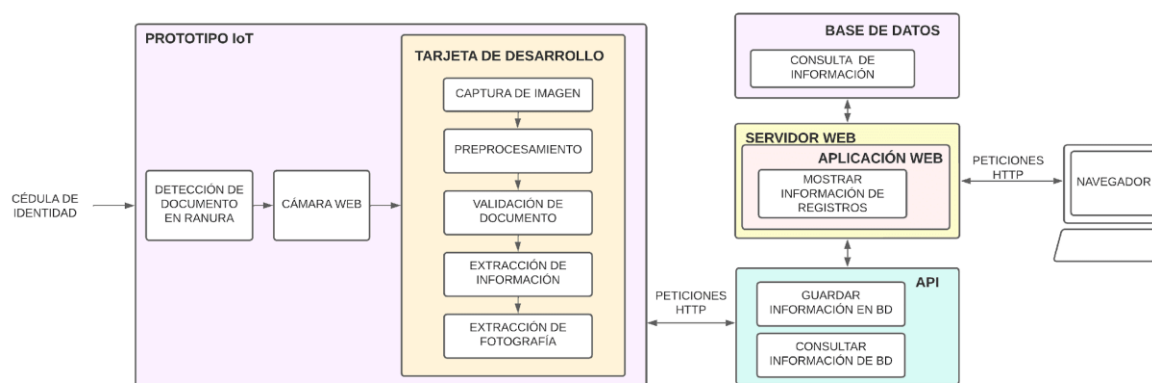 PROTOTIPO IoT
TARJETA DE DESARROLLO
CAPTURA DE IMAGEN
PREPROCESAMIENTO
CÉDULA DE
IDENTIDAD
DETECCIÓN DE
DOCUMENTO
EN RANURA
CÁMARA WEB
VALIDACIÓN DE
DOCUMENTO
EXTRACCIÓN DE
INFORMACIÓN
EXTRACCIÓN DE
FOTOGRAFÍA
PETICIONES
HTTP
BASE DE DATOS
CONSULTA DE
INFORMACIÓN
SERVIDOR WEB
APLICACIÓN WEB
MOSTRAR
INFORMACIÓN DE
REGISTROS
PETICIONES
HTTP
NAVEGADOR
API
GUARDAR
INFORMACIÓN EN BD
CONSULTAR
INFORMACIÓN DE BD